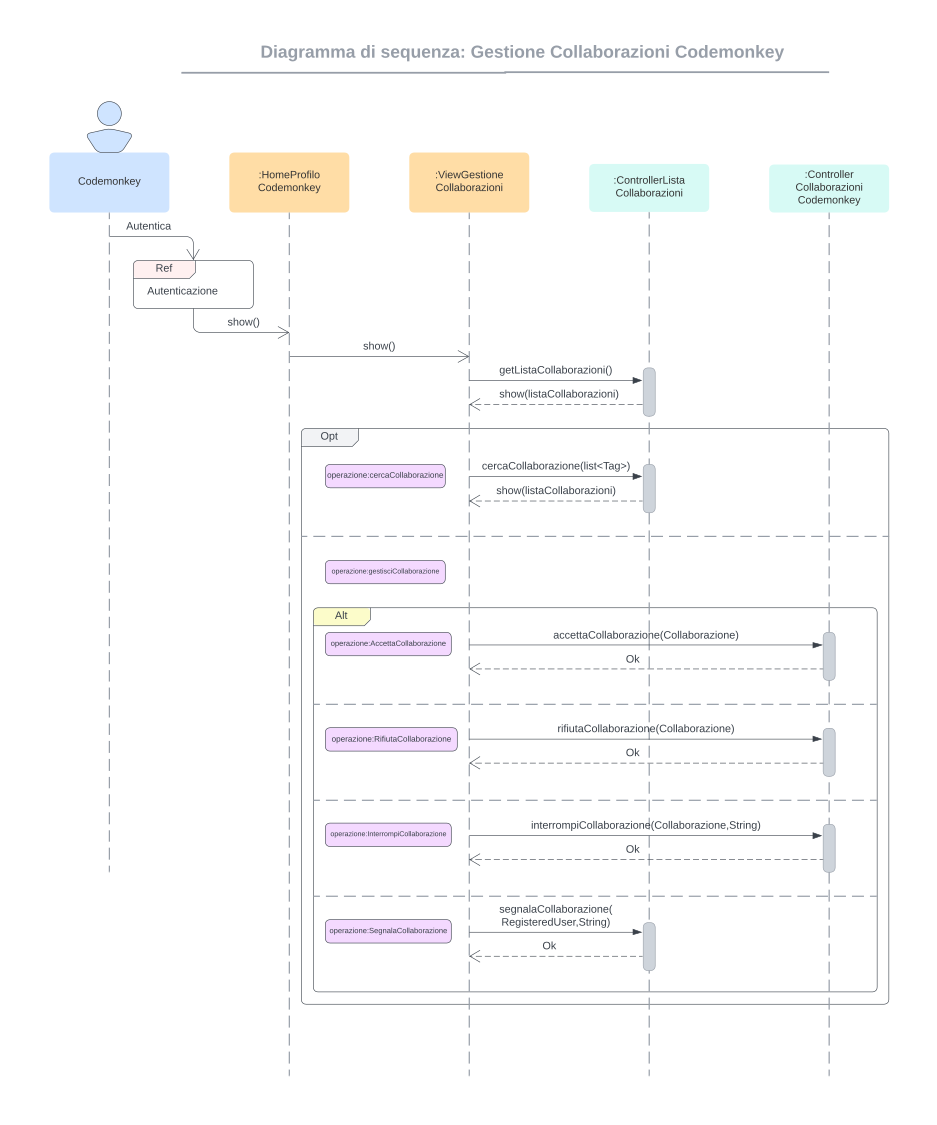 Diagramma di sequenza: Gestione Collaborazioni Codemonkey
Codemonkey
:HomeProfilo
Codemonkey
:ViewGestione
Collaborazioni
:ControllerLista
Collaborazioni
:Controller
Collaborazioni
Codemonkey
Autentica
Ref
Autenticazione
show()
show()
getListaCollaborazioni()
show(listaCollaborazioni)
Opt
operazione:cercaCollaborazione
cercaCollaborazione(list<Tag>)
show(listaCollaborazioni)
operazione:gestisciCollaborazione
Alt
operazione:AccettaCollaborazione
accettaCollaborazione(Collaborazione)
Ok
operazione:RifiutaCollaborazione
rifiutaCollaborazione(Collaborazione)
Ok
operazione:InterrompiCollaborazione
interrompiCollaborazione(Collaborazione,String)
Ok
operazione:SegnalaCollaborazione
segnalaCollaborazione(
RegisteredUser,String)
Ok